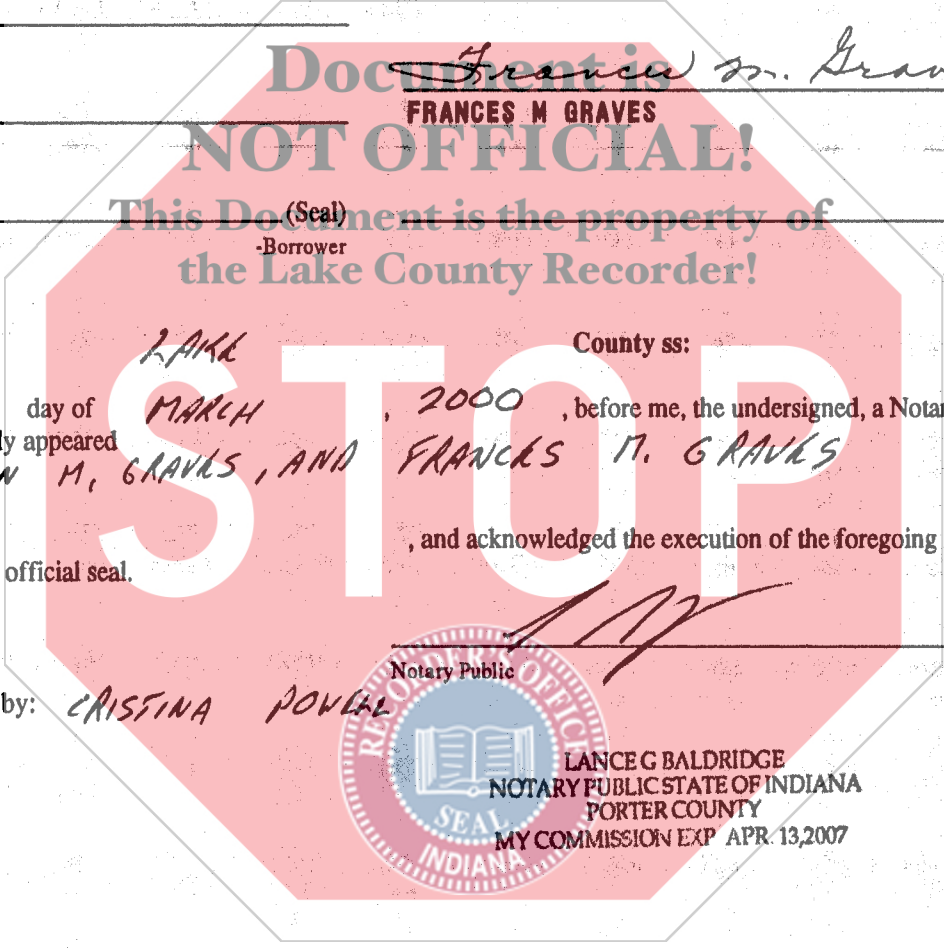 Document is
Frances M. Grav
FRANCES M GRAVES
NOT OFFICIAL!
(Seal)
This Document is the property of
-Borrower
the Lake County Recorder!
LAKE County ss:
STOP
day of MARCH , 2000 , before me, the undersigned, a Notar
ly appeared
N M. GRAVES, AND FRANCES M. GRAVES
, and acknowledged the execution of the foregoing
official seal.
Notary Public
by: CRISTINA POWELL
RECORDER'S OFFICE
SEAL
INDIANA
LANCE G BALDRIDGE
NOTARY PUBLIC STATE OF INDIANA
PORTER COUNTY
MY COMMISSION EXP APR. 13,2007